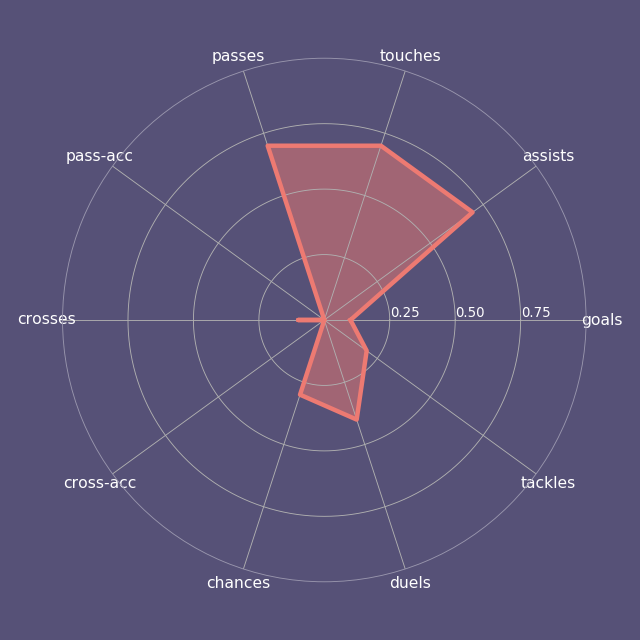 passes
touches
pass-acc
assists
crosses
0.25
0.50
0.75
goals
cross-acc
tackles
chances
duels